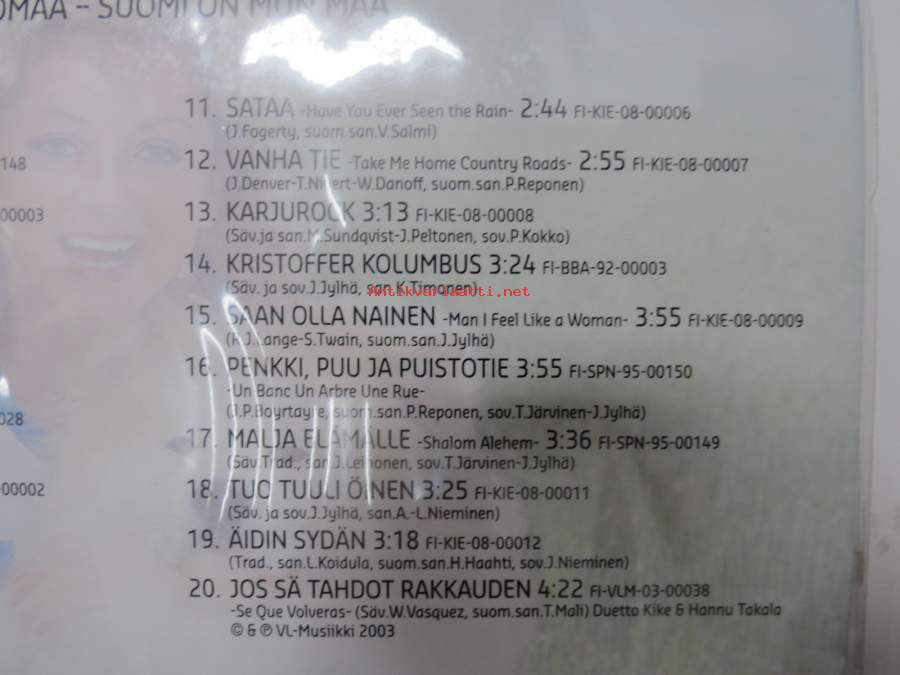 OMAA – SUOMI ON MUN MAA
11. SATAA -Have You Ever Seen the Rain- 2:44 FI-KIE-08-00006
(J.Fogerty, suom.san.V.Salmi)
148
12. VANHA TIE -Take Me Home Country Roads- 2:55 FI-KIE-08-00007
(J.Denver-T.Nivert-W.Danoff, suom.san.P.Reponen)
00003
13. KARJUROCK 3:13 FI-KIE-08-00008
(Säv.ja san.M.Sundqvist-J.Peltonen, sov.P.Kokko)
14. KRISTOFFER KOLUMBUS 3:24 FI-BBA-92-00003
(Säv. ja sov.J.Jylhä, san.K.Timonen)
Antikvariaatti.net
15. SAAN OLLA NAINEN -Man I Feel Like a Woman- 3:55 FI-KIE-08-00009
(R.J.Lange-S.Twain, suom.san.J.Jylhä)
16. PENKKI, PUU JA PUISTOTIE 3:55 FI-SPN-95-00150
-Un Banc Un Arbre Une Rue-
(J.P.Boyrtayre, suom.san.P.Reponen, sov.T.Järvinen-J.Jylhä)
028
17. MALJA ELÄMÄLLE -Shalom Alehem- 3:36 FI-SPN-95-00149
(Säv.Trad., san.J.Leinonen, sov.T.Järvinen-J.Jylhä)
-00002
18. TUO TUULI ÖINEN 3:25 FI-KIE-08-00011
(Säv. ja sov.J.Jylhä, san.A.-L.Nieminen)
19. ÄIDIN SYDÄN 3:18 FI-KIE-08-00012
(Trad., san.L.Koidula, suom.san.H.Haahti, sov.J.Nieminen)
20. JOS SÄ TAHDOT RAKKAUDEN 4:22 FI-VLM-03-00038
-Se Que Volveras- (Säv.W.Vasquez, suom.san.T.Mali) Duetto Kike & Hannu Takala
© & ℗ VL-Musiikki 2003